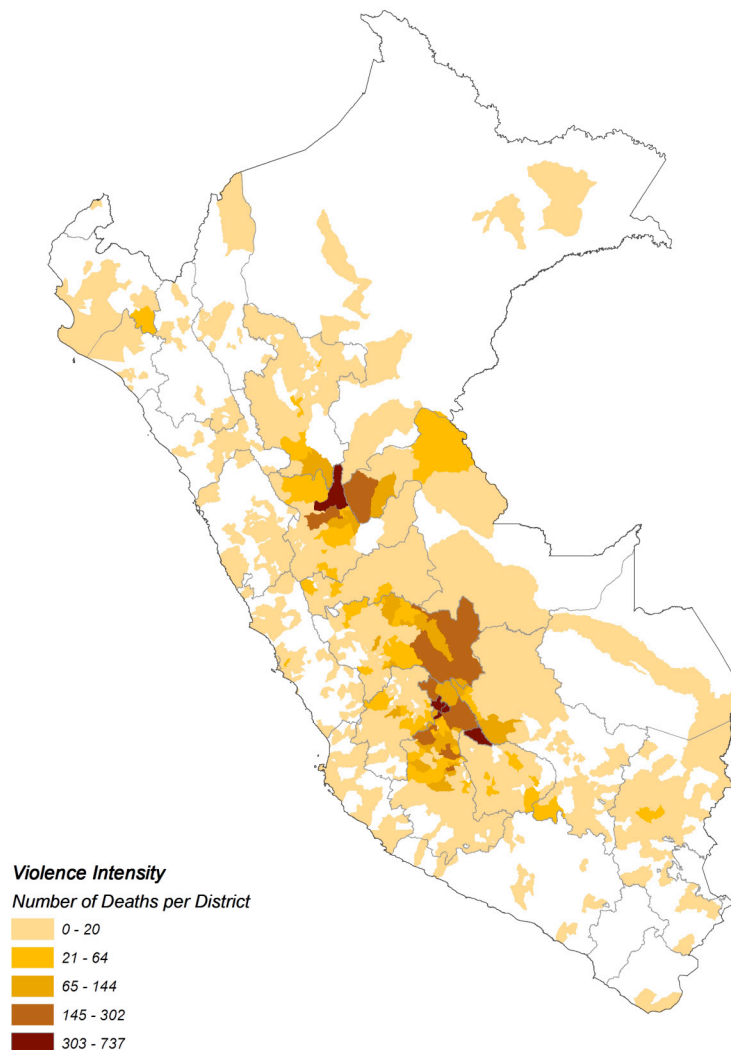 Violence Intensity
Number of Deaths per District
0 - 20
21 - 64
65 - 144
145 - 302
303 - 737